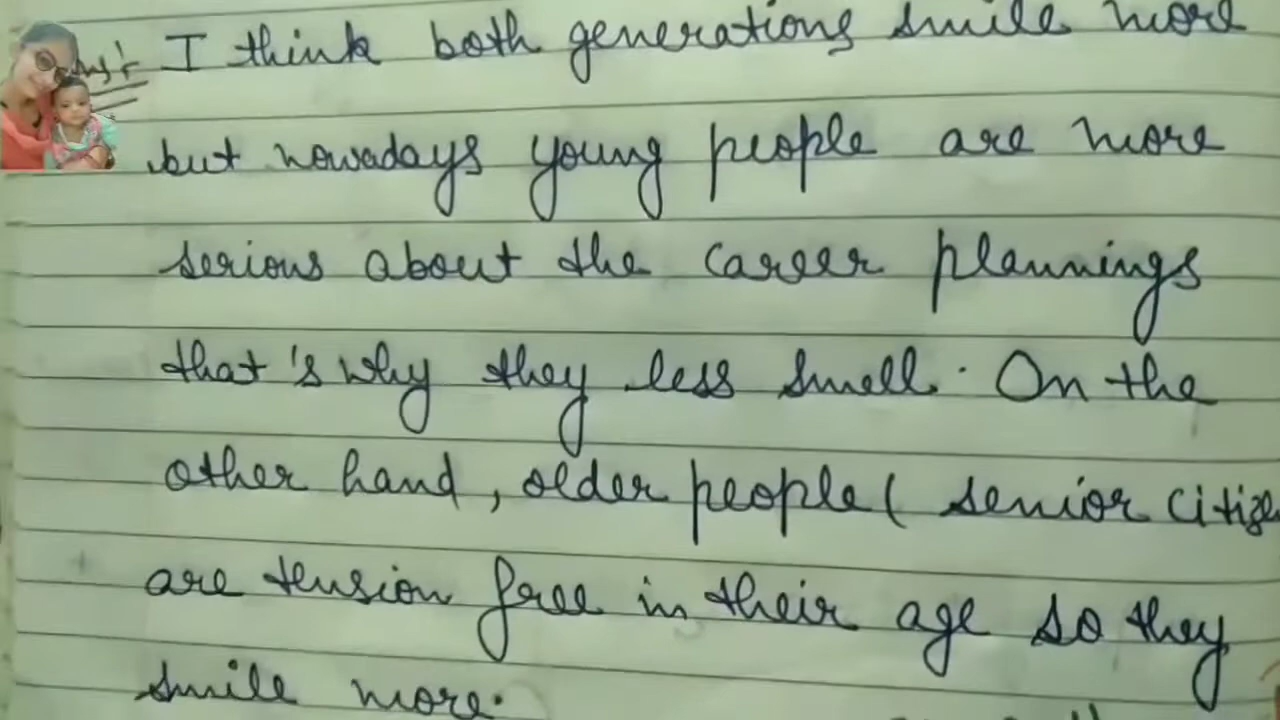 Ans:- I think both generations smile more
but nowadays young people are more
serious about the career plannings
that's why they less smell. On the
other hand, older people ( senior citize
are tension free in their age so they
smile more.